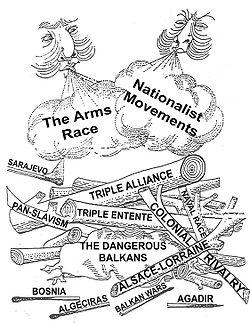 The Arms
Race
Nationalist
Movements
SARAJEVO
TRIPLE ALLIANCE
PAN-SLAVISM
TRIPLE ENTENTE
NAVAL RACE
COLONIAL RIVALRY
THE DANGEROUS
BALKANS
ALSACE-LORRAINE
BOSNIA
ALGECIRAS
BALKAN WARS
AGADIR